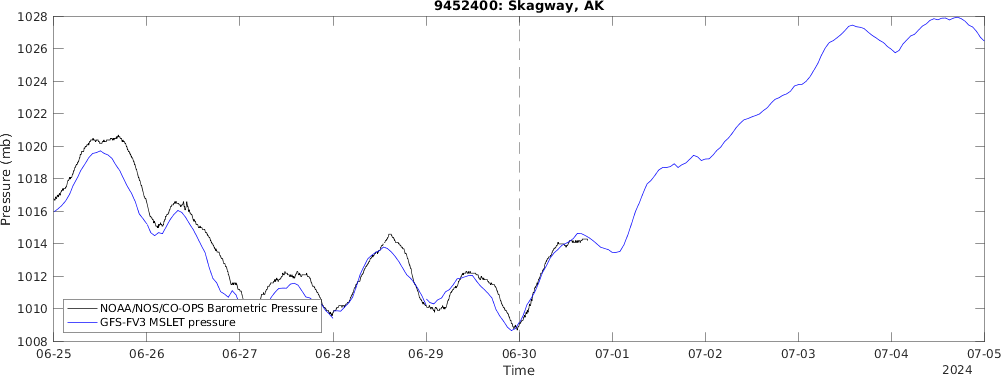 9452400: Skagway, AK
Pressure (mb)
1028
1026
1024
1022
1020
1018
1016
1014
1012
1010
1008
NOAA/NOS/CO-OPS Barometric Pressure
GFS-FV3 MSLET pressure
06-25 06-26 06-27 06-28 06-29 06-30 07-01 07-02 07-03 07-04 07-05
Time
2024